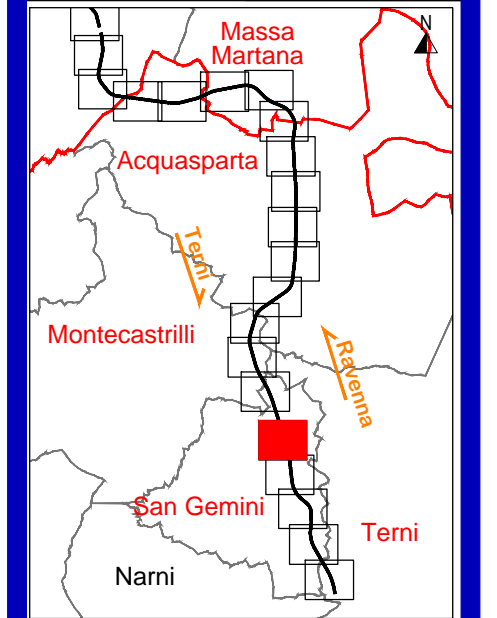 N
Massa
Martana
Acquasparta
Terni
Montecastrilli
Ravenna
San Gemini
Terni
Narni